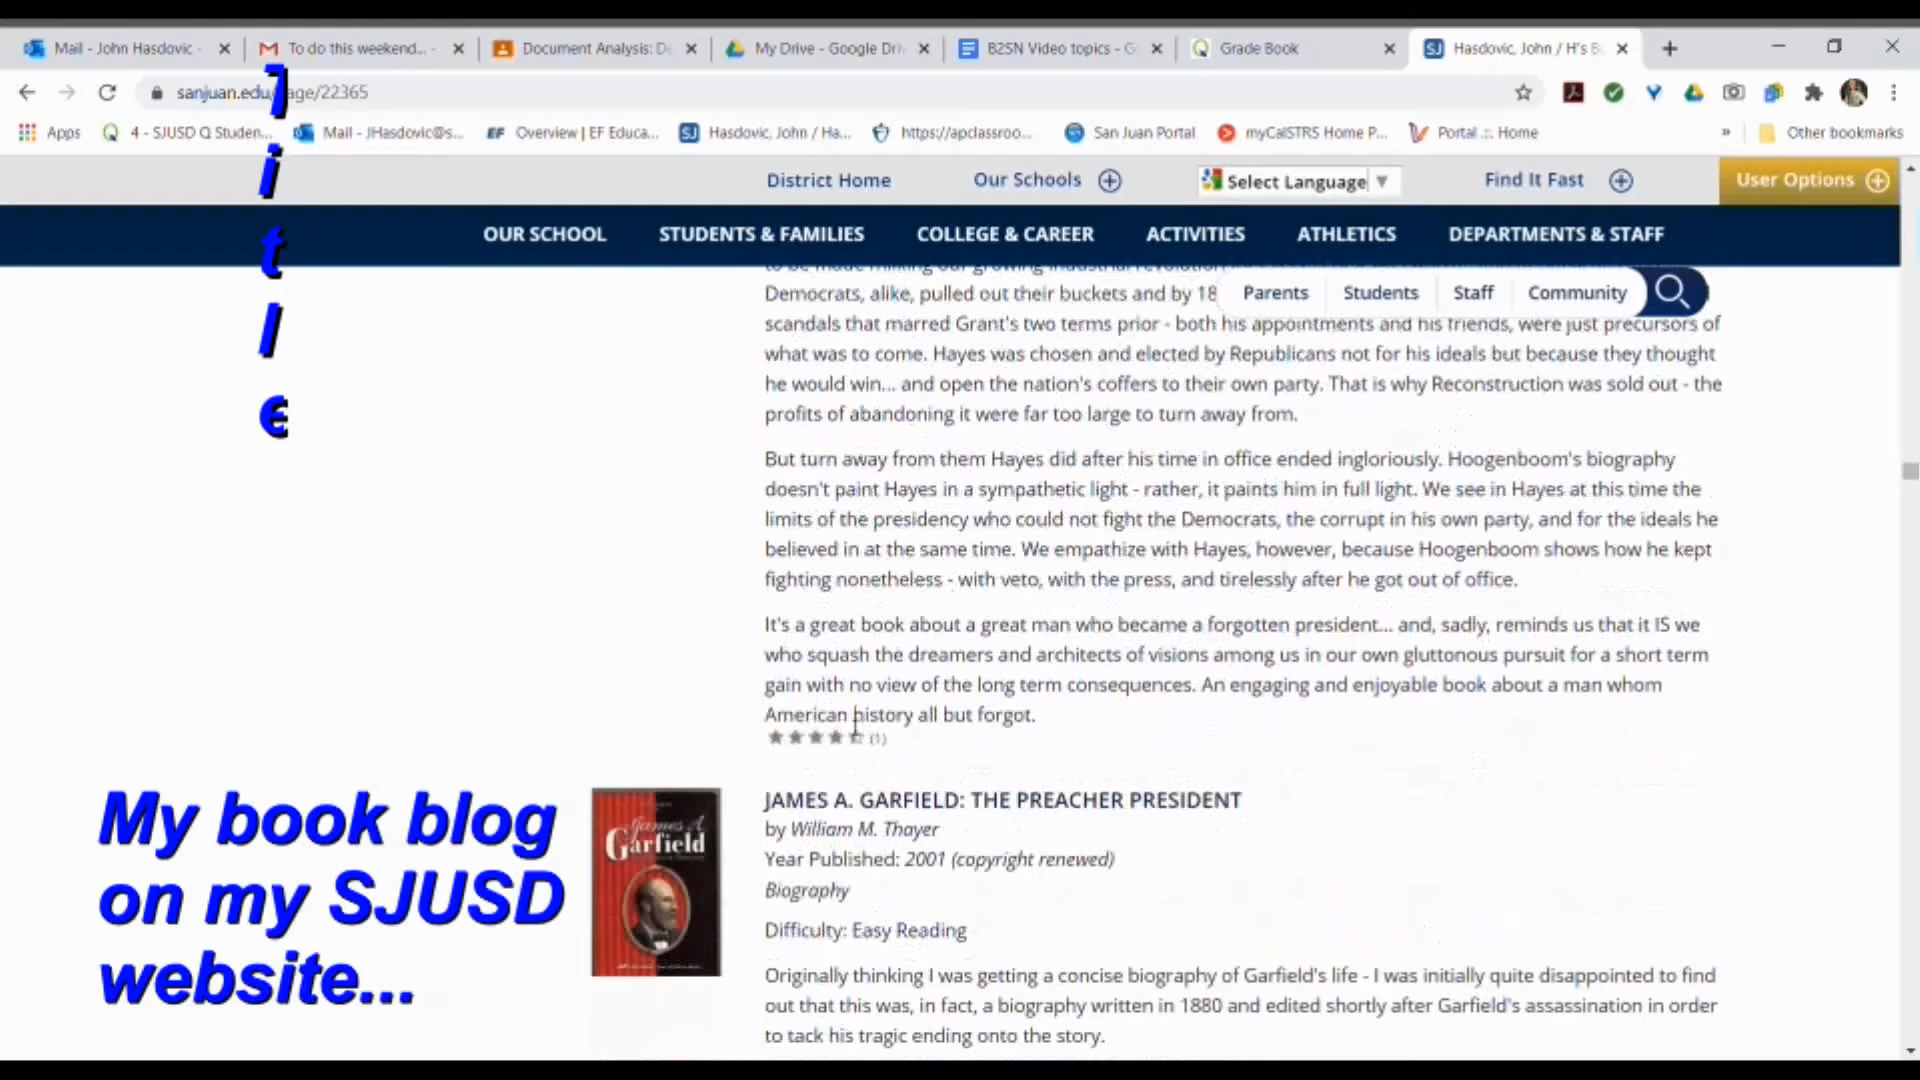 Mail - John Hasdovic -
To do this weekend... -
Document Analysis: D
My Drive - Google Dri
B2SN Video topics - G
Grade Book
Hasdovic, John / H's B
sanjuan.edu/ age/22365
Apps
4 - SJUSD Q Studen...
Mail - JHasdovic@s...
Overview | EF Educa...
Hasdovic, John / Ha...
https://apclassroo...
San Juan Portal
myCalSTRS Home P...
Portal .:. Home
»
Other bookmarks
District Home
Our Schools
Select Language
Find It Fast
User Options
OUR SCHOOL
STUDENTS & FAMILIES
COLLEGE & CAREER
ACTIVITIES
ATHLETICS
DEPARTMENTS & STAFF
Parents
Students
Staff
Community
Title
to be made milking our growing industrial revolution
Democrats, alike, pulled out their buckets and by 18
scandals that marred Grant's two terms prior - both his appointments and his friends, were just precursors of
what was to come. Hayes was chosen and elected by Republicans not for his ideals but because they thought
he would win... and open the nation's coffers to their own party. That is why Reconstruction was sold out - the
profits of abandoning it were far too large to turn away from.
But turn away from them Hayes did after his time in office ended ingloriously. Hoogenboom's biography
doesn't paint Hayes in a sympathetic light - rather, it paints him in full light. We see in Hayes at this time the
limits of the presidency who could not fight the Democrats, the corrupt in his own party, and for the ideals he
believed in at the same time. We empathize with Hayes, however, because Hoogenboom shows how he kept
fighting nonetheless - with veto, with the press, and tirelessly after he got out of office.
It's a great book about a great man who became a forgotten president... and, sadly, reminds us that it IS we
who squash the dreamers and architects of visions among us in our own gluttonous pursuit for a short term
gain with no view of the long term consequences. An engaging and enjoyable book about a man whom
American history all but forgot.
(1)
My book blog
on my SJUSD
website...
James A
Garfield
JAMES A. GARFIELD: THE PREACHER PRESIDENT
by William M. Thayer
Year Published: 2001 (copyright renewed)
Biography
Difficulty: Easy Reading
Originally thinking I was getting a concise biography of Garfield's life - I was initially quite disappointed to find
out that this was, in fact, a biography written in 1880 and edited shortly after Garfield's assassination in order
to tack his tragic ending onto the story.